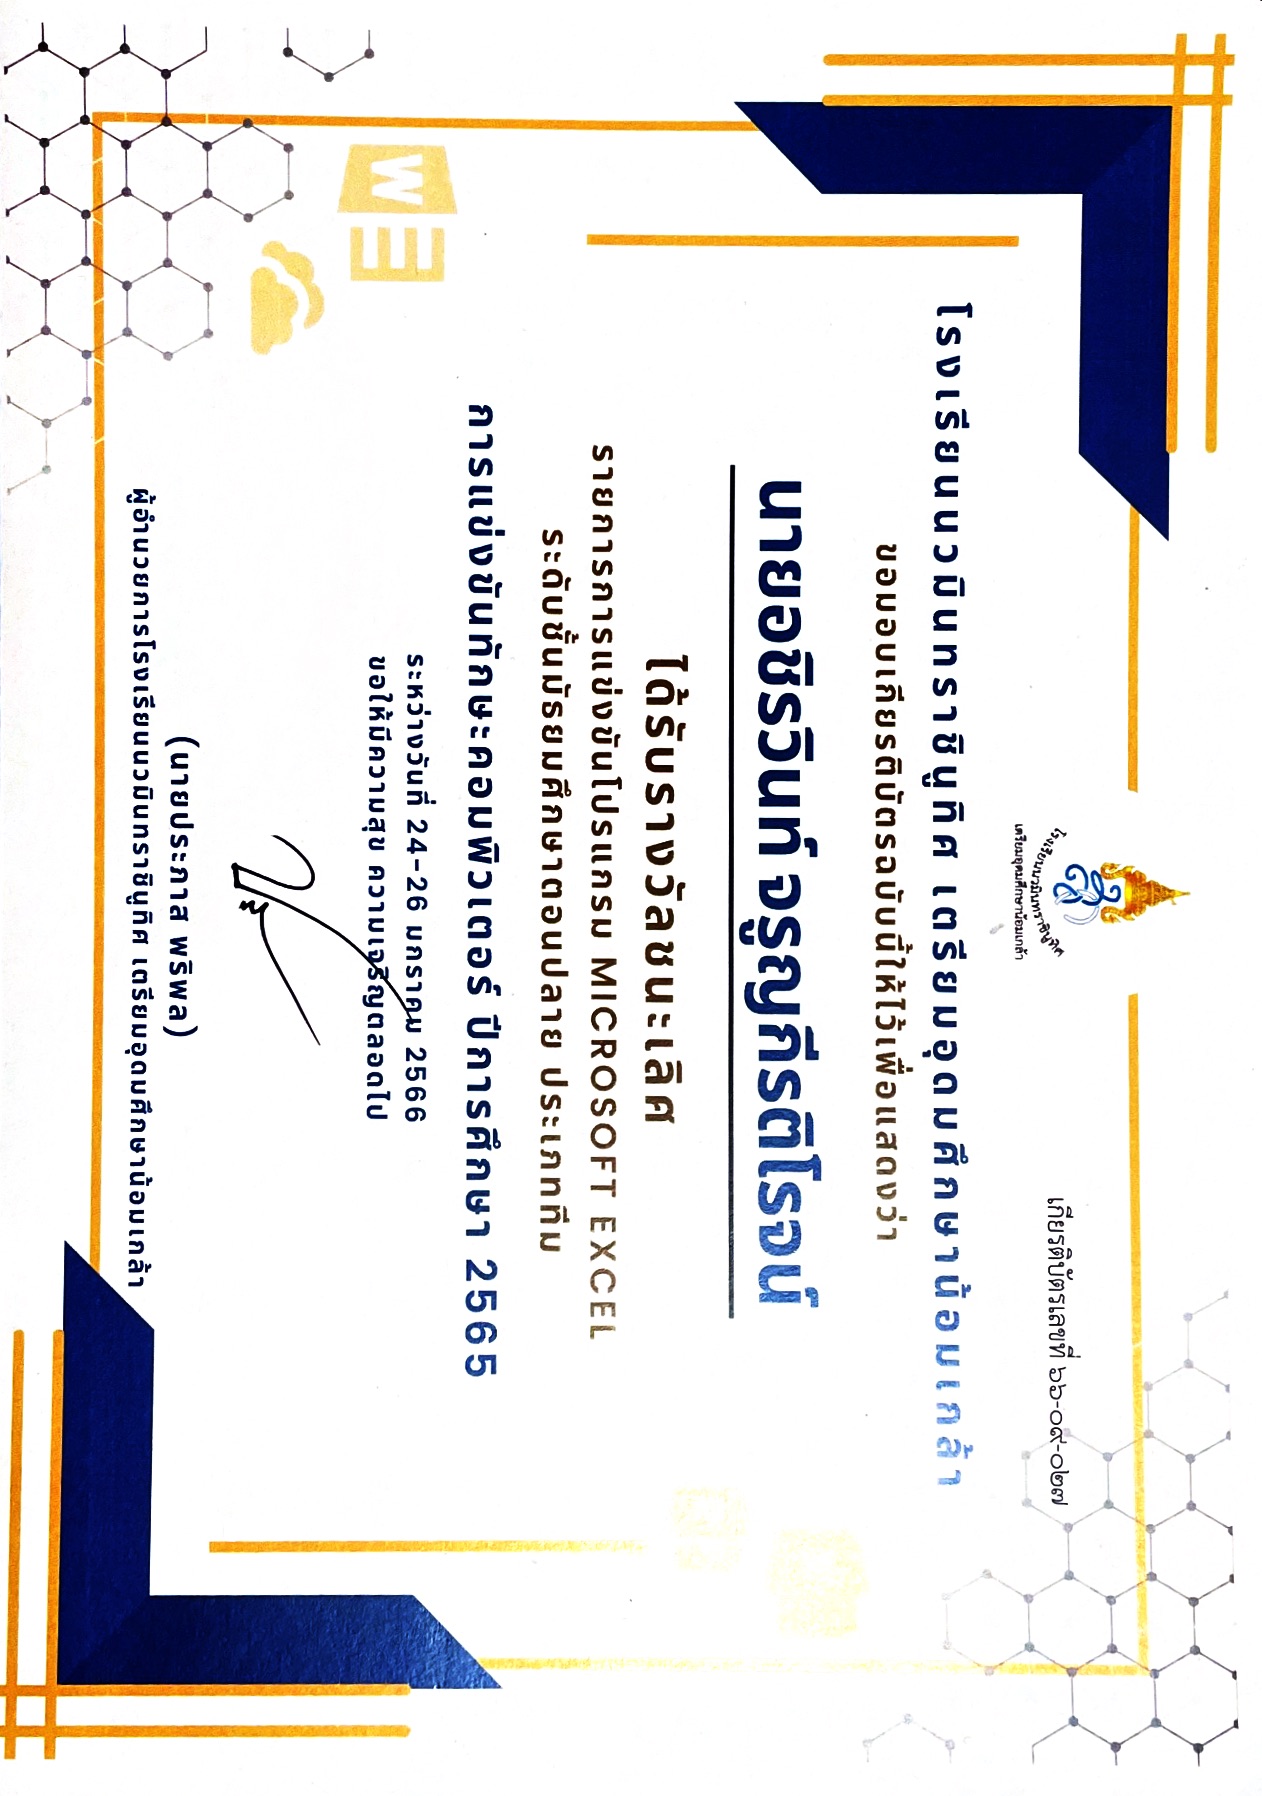 โรงเรียนนวมินทราชินูทิศ
เตรียมอุดมศึกษาน้อมเกล้า
เกียรติบัตรเลขที่ ๖๖-๐๙-๐๒๗
โรงเรียนนวมินทราชินูทิศ เตรียมอุดมศึกษาน้อมเกล้า
ขอมอบเกียรติบัตรฉบับนี้ให้ไว้เพื่อแสดงว่า
นายอชิรวินท์ จรูญกีรติโรจน์
ได้รับรางวัลชนะเลิศ
รายการการแข่งขันโปรแกรม MICROSOFT EXCEL
ระดับชั้นมัธยมศึกษาตอนปลาย ประเภททีม
การแข่งขันทักษะคอมพิวเตอร์ ปีการศึกษา 2565
ระหว่างวันที่ 24-26 มกราคม 2566
ขอให้มีความสุข ความเจริญตลอดไป
W
(นายประภาส พริพล)
ผู้อำนวยการโรงเรียนนวมินทราชินูทิศ เตรียมอุดมศึกษาน้อมเกล้า